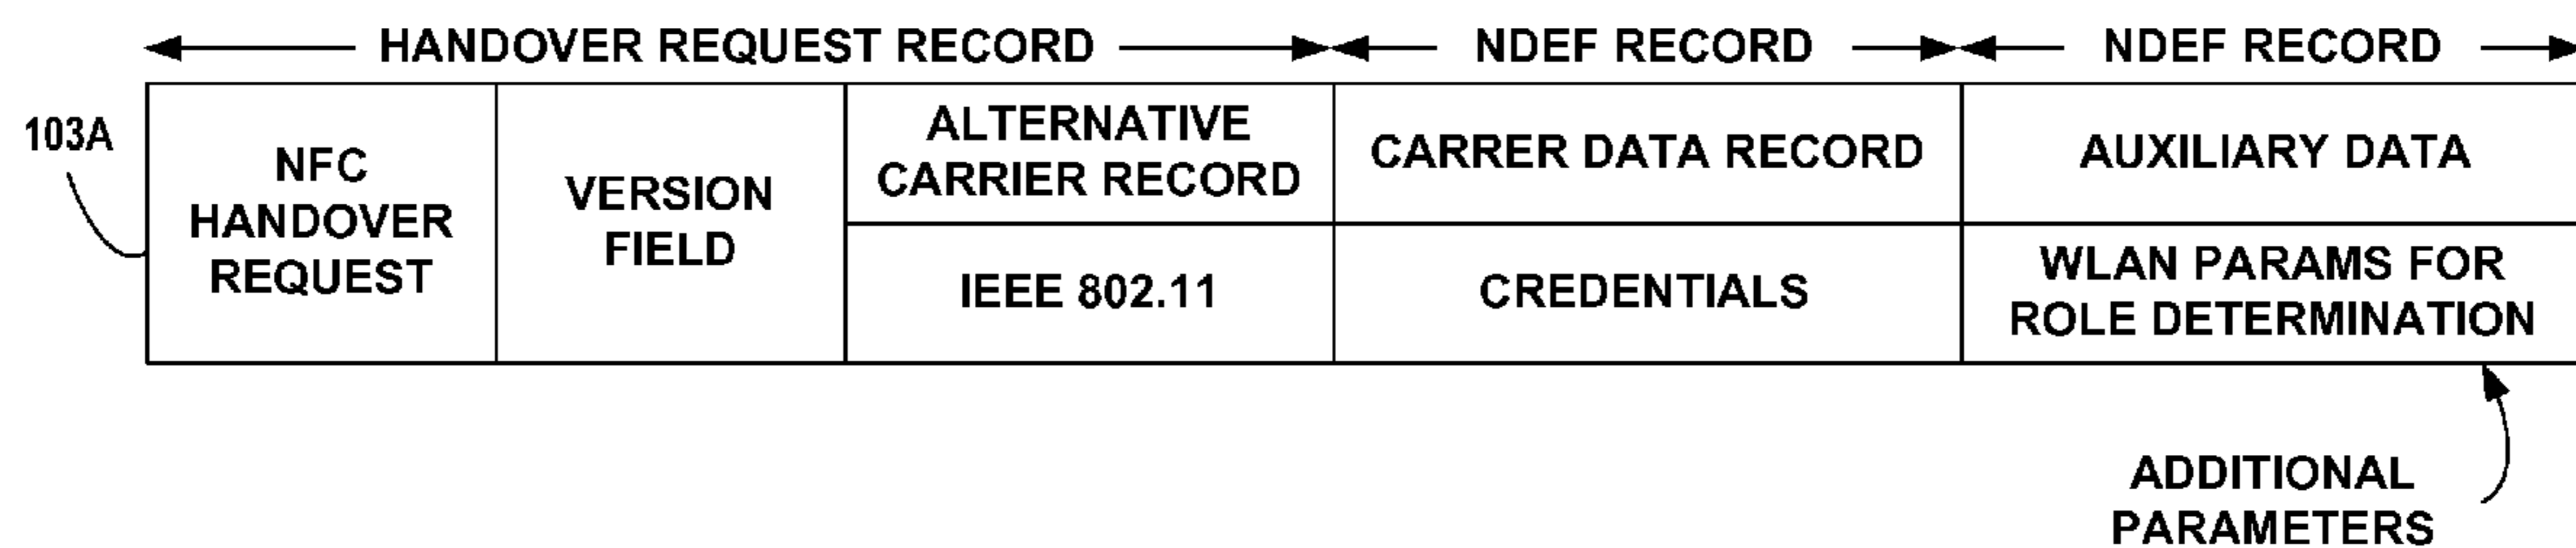 HANDOVER REQUEST RECORD NDEF RECORD NDEF RECORD
103A
NFC
HANDOVER
REQUEST
VERSION
FIELD
ALTERNATIVE
CARRIER RECORD
IEEE 802.11
CARRER DATA RECORD
CREDENTIALS
AUXILIARY DATA
WLAN PARAMS FOR
ROLE DETERMINATION
ADDITIONAL
PARAMETERS